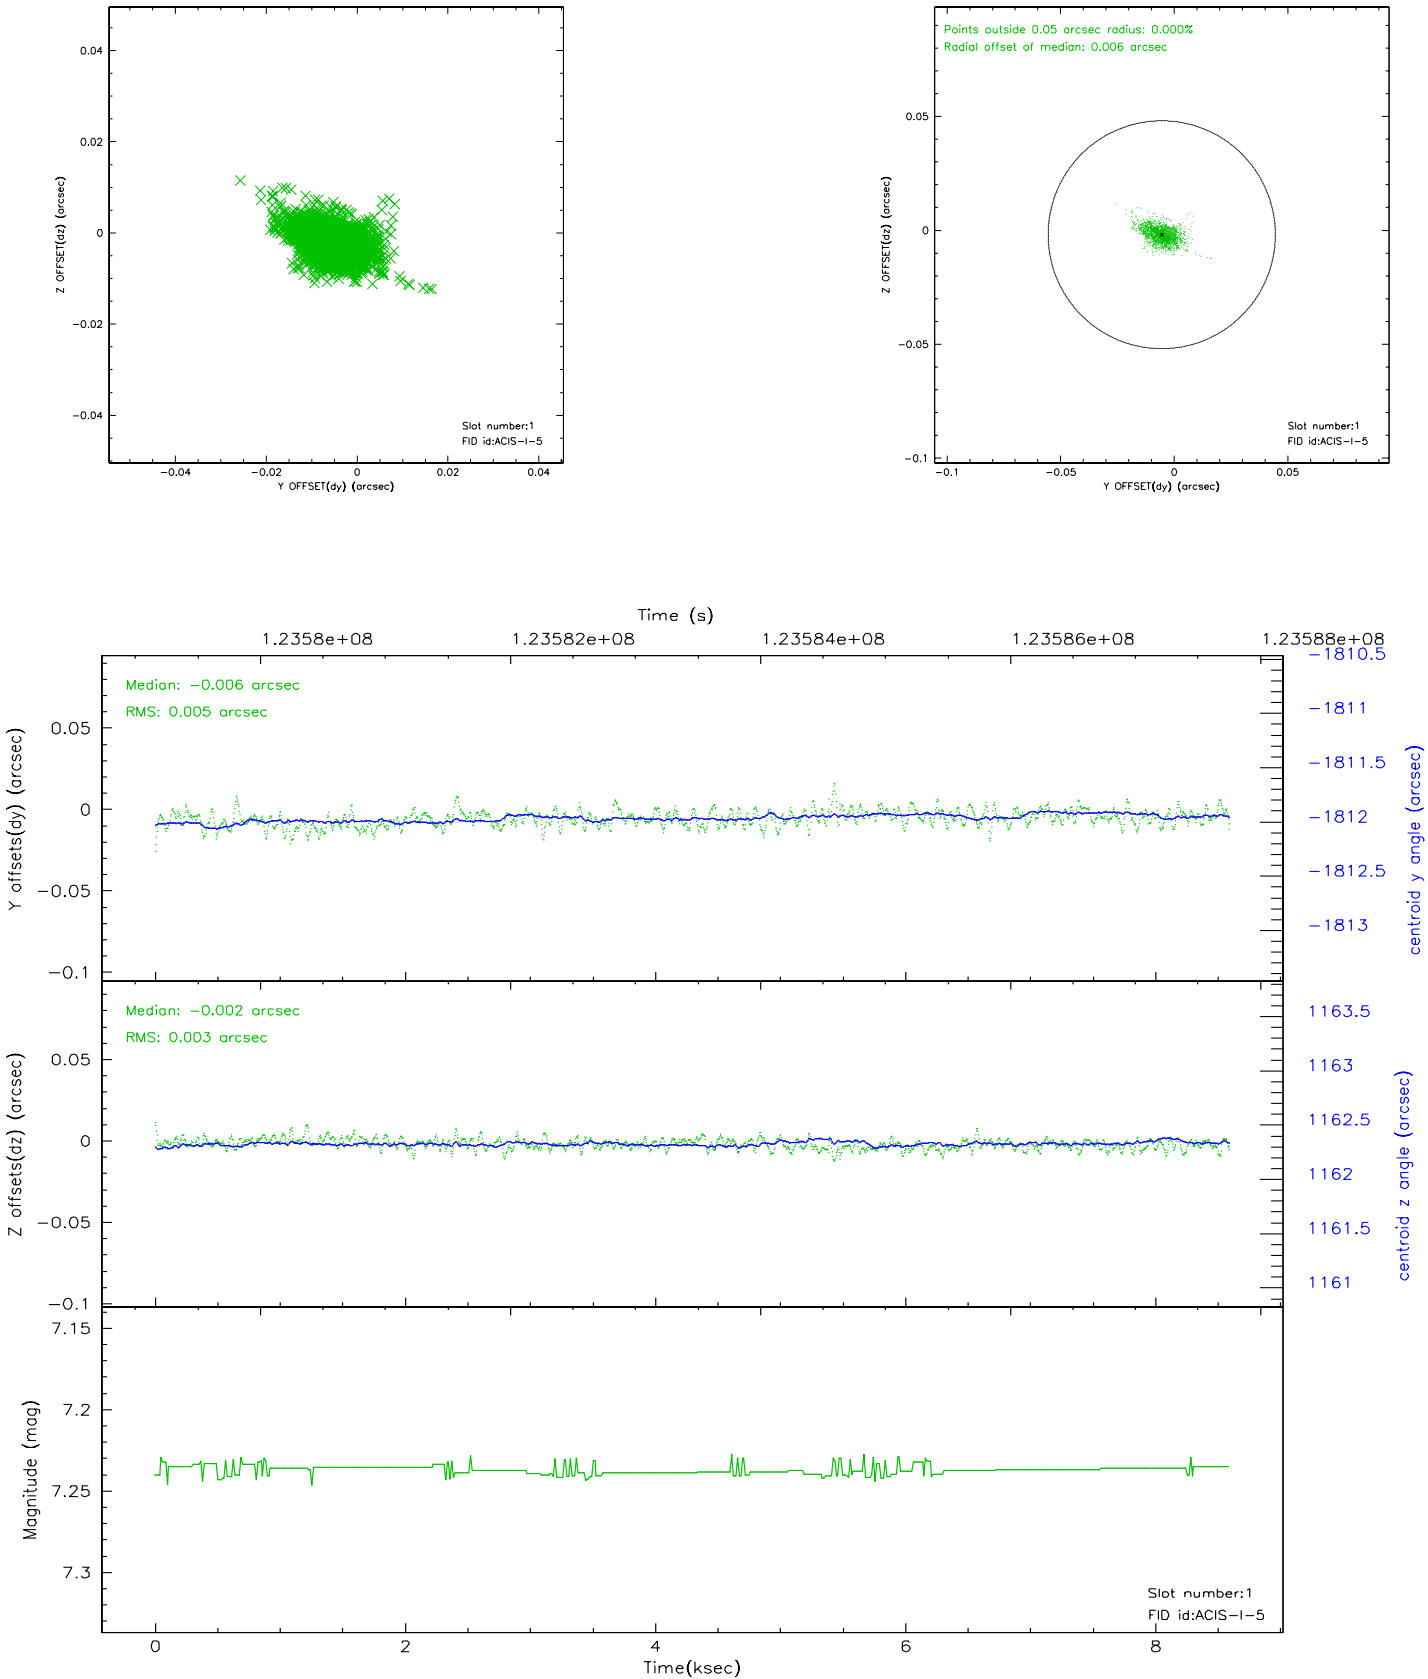 0.04
0.02
0
−0.02
−0.04
Z OFFSET(dz) (arcsec)
−0.04
−0.02
0
0.02
0.04
Y OFFSET(dy) (arcsec)
Slot number:1
FID id:ACIS−I−5
Points outside 0.05 arcsec radius: 0.000%
Radial offset of median: 0.006 arcsec
0.05
0
−0.05
−0.1
Z OFFSET(dz) (arcsec)
−0.1
−0.05
0
0.05
Y OFFSET(dy) (arcsec)
Slot number:1
FID id:ACIS−I−5
Time (s)
1.2358e+08
1.23582e+08
1.23584e+08
1.23586e+08
1.23588e+08
Median: −0.006 arcsec
RMS: 0.005 arcsec
0.05
0
−0.05
−0.1
Y offsets(dy) (arcsec)
−1810.5
−1811
−1811.5
−1812
−1812.5
−1813
centroid y angle (arcsec)
Median: −0.002 arcsec
RMS: 0.003 arcsec
0.05
0
−0.05
−0.1
Z offsets(dz) (arcsec)
1163.5
1163
1162.5
1162
1161.5
1161
centroid z angle (arcsec)
7.15
7.2
7.25
7.3
Magnitude (mag)
Slot number:1
FID id:ACIS−I−5
0
2
4
6
8
Time(ksec)